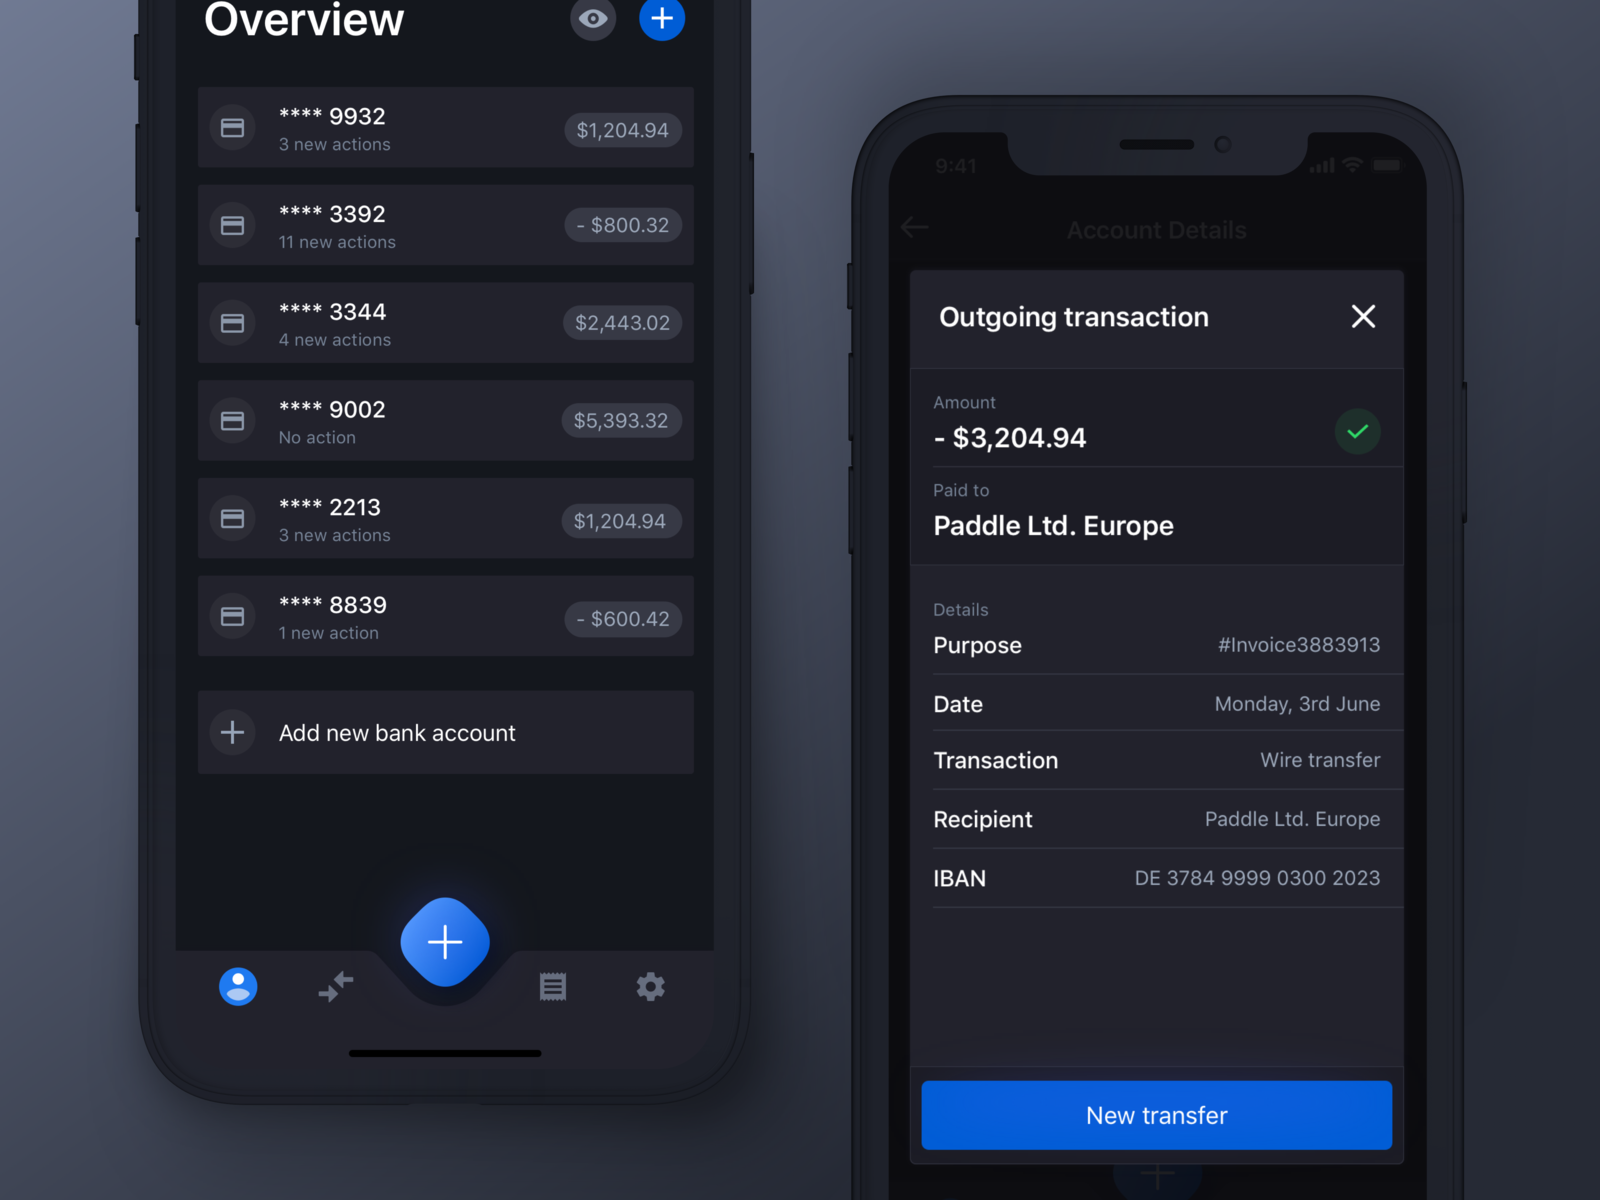 Overview
**** 9932
3 new actions
$1,204.94
**** 3392
11 new actions
- $800.32
**** 3344
4 new actions
$2,443.02
**** 9002
No action
$5,393.32
**** 2213
3 new actions
$1,204.94
**** 8839
1 new action
- $600.42
Add new bank account
9:41
Account Details
Outgoing transaction
Amount
- $3,204.94
Paid to
Paddle Ltd. Europe
Details
Purpose #Invoice3883913
Date Monday, 3rd June
Transaction Wire transfer
Recipient Paddle Ltd. Europe
IBAN DE 3784 9999 0300 2023
New transfer